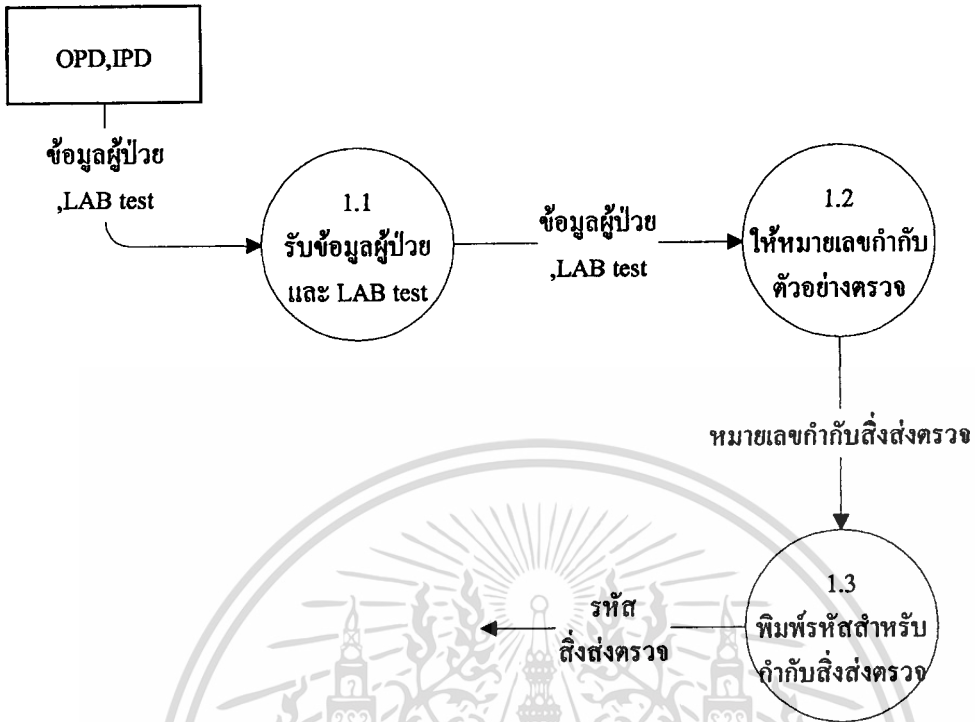 OPD,IPD
ข้อมูลผู้ป่วย
,LAB test
1.1
รับข้อมูลผู้ป่วย
และ LAB test
ข้อมูลผู้ป่วย
,LAB test
1.2
ให้หมายเลขกำกับ
ตัวอย่างตรวจ
หมายเลขกำกับสิ่งส่งตรวจ
1.3
พิมพ์รหัสสำหรับ
กำกับสิ่งส่งตรวจ
รหัส
สิ่งส่งตรวจ